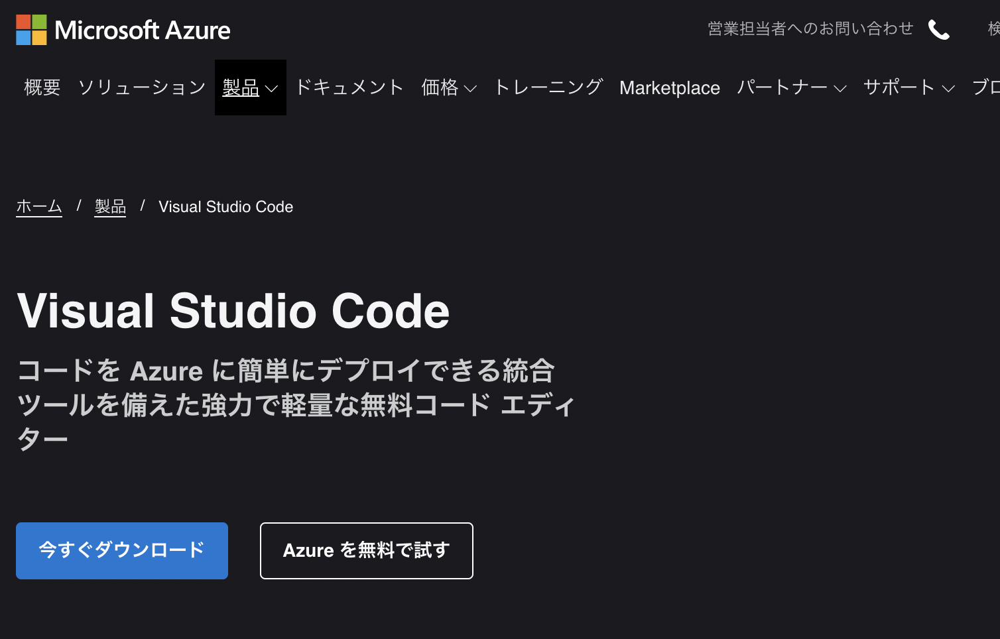 Microsoft Azure
営業担当者へのお問い合わせ
検
概要 ソリューション 製品 ドキュメント 価格 トレーニング Marketplace パートナー サポート ブロ
ホーム / 製品 / Visual Studio Code
Visual Studio Code
コードを Azure に簡単にデプロイできる統合
ツールを備えた強力で軽量な無料コード エディ
ター
今すぐダウンロード
Azure を無料で試す